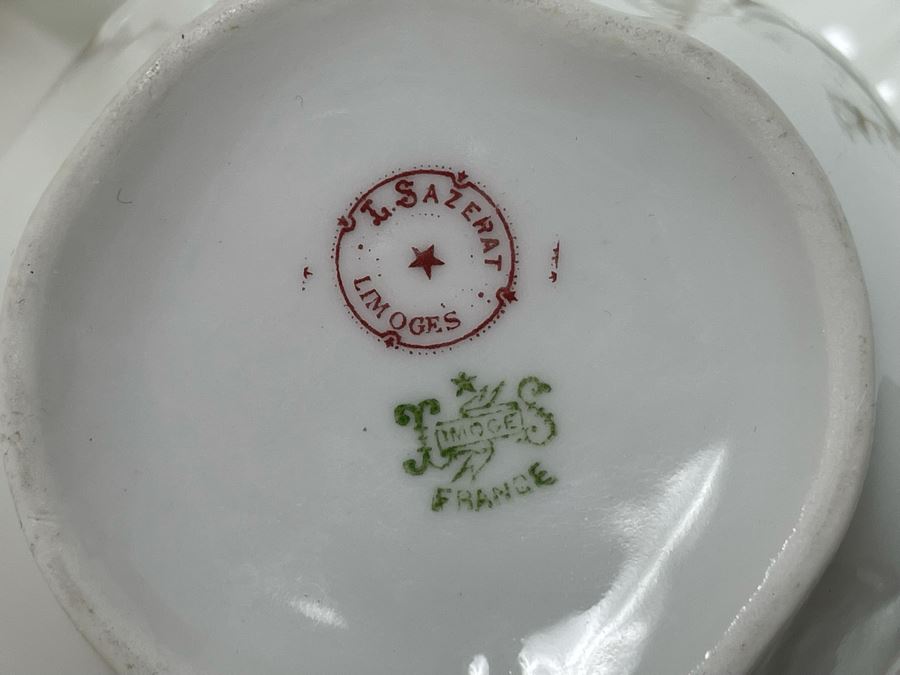 L. SAZERAT
LIMOGES
LIMOGES
FRANCE